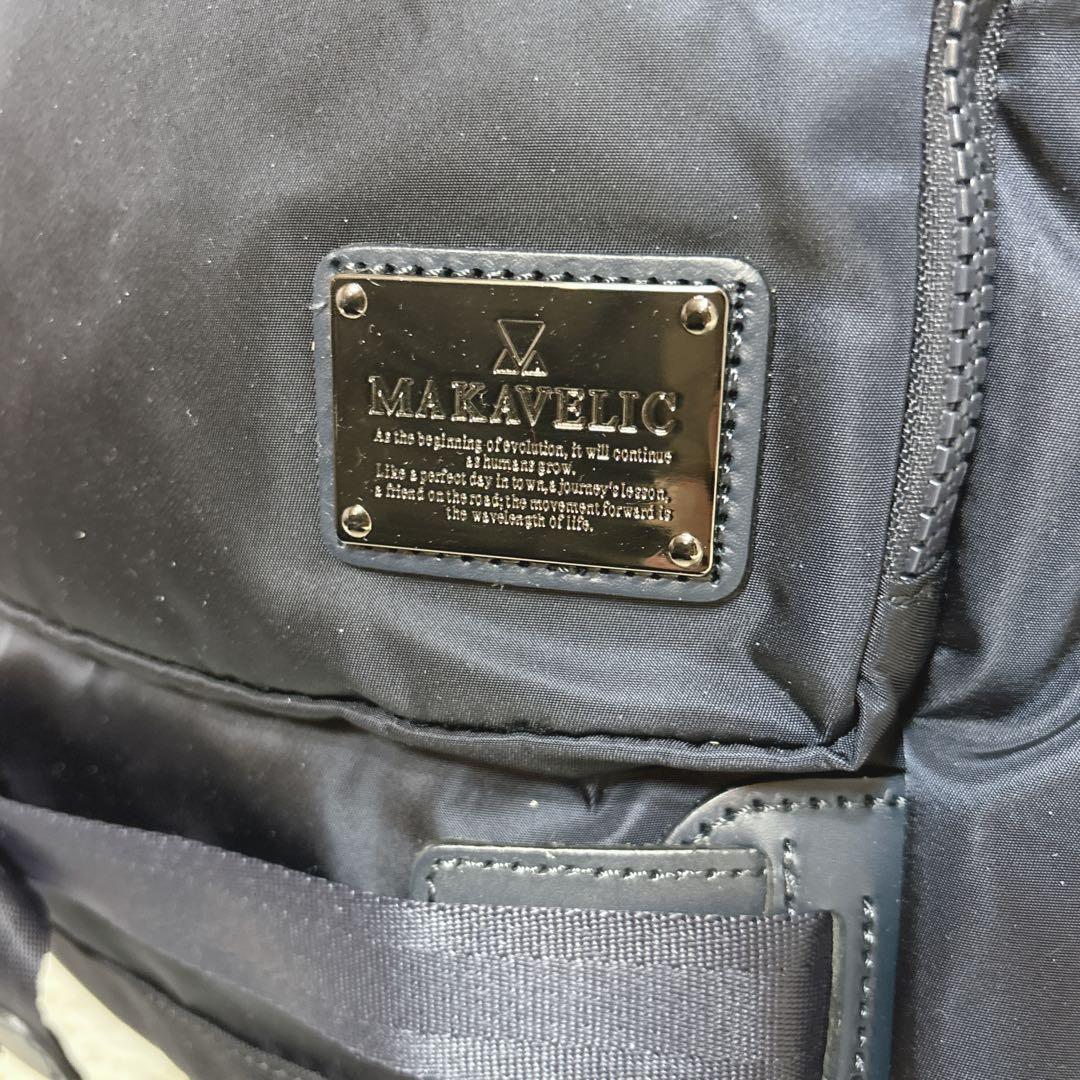 MAKAVELIC
As the beginning of evolution, it will continue
as humans grow.
Like a perfect day in town, a journey's lesson,
a friend on the road; the movement forward is
the wavelength of life.